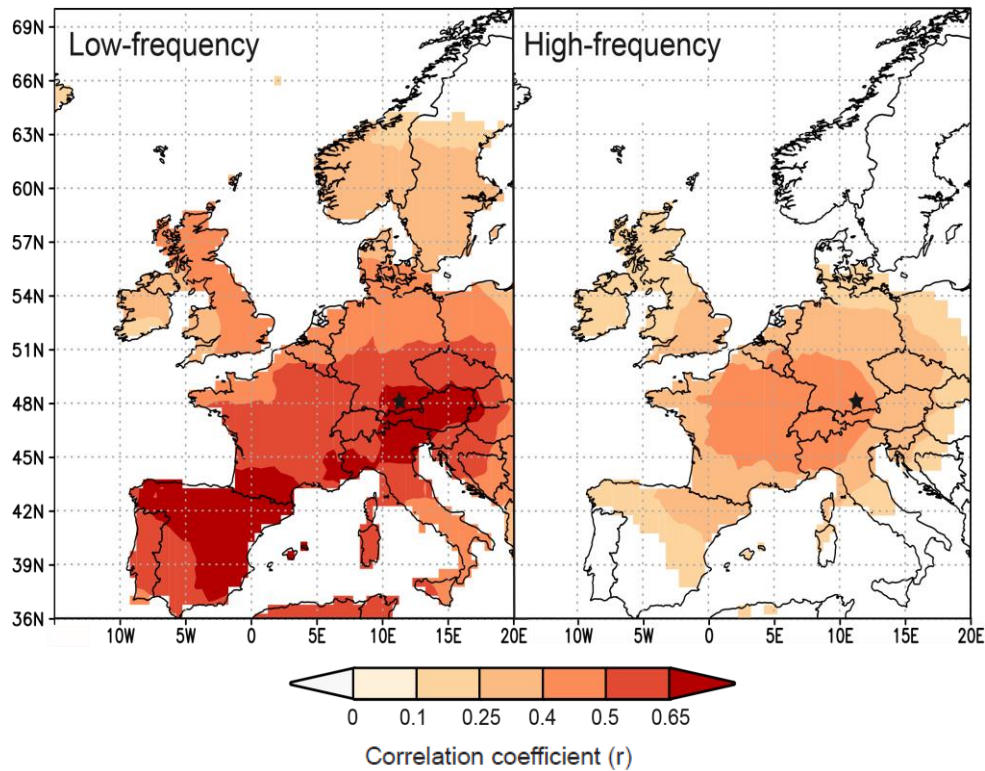 Low-frequency
High-frequency
69N
66N
63N
60N
57N
54N
51N
48N
45N
42N
39N
36N
10W 5W 0 5E 10E 15E 20E
10W 5W 0 5E 10E 15E 20E
0 0.1 0.25 0.4 0.5 0.65
Correlation coefficient (r)